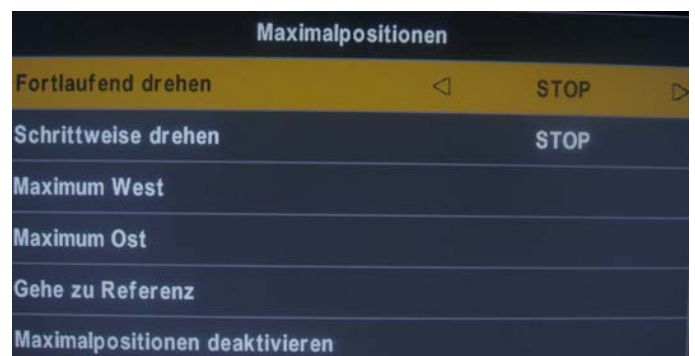 Maximalpositionen
Fortlaufend drehen STOP
Schrittweise drehen STOP
Maximum West
Maximum Ost
Gehe zu Referenz
Maximalpositionen deaktivieren